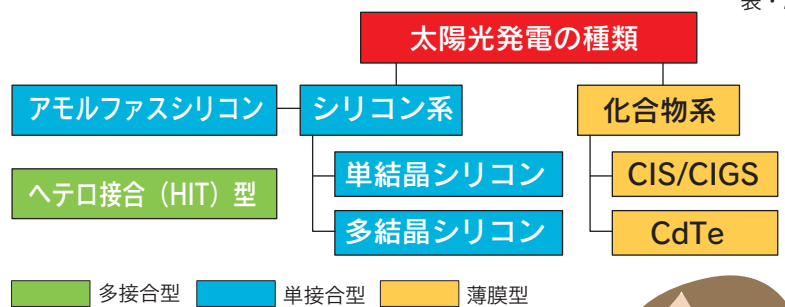 太陽光発電の種類
アモルファスシリコン
シリコン系
化合物系
ヘテロ接合（HIT）型
単結晶シリコン
CIS/CIGS
多結晶シリコン
CdTe
多接合型
単接合型
薄膜型